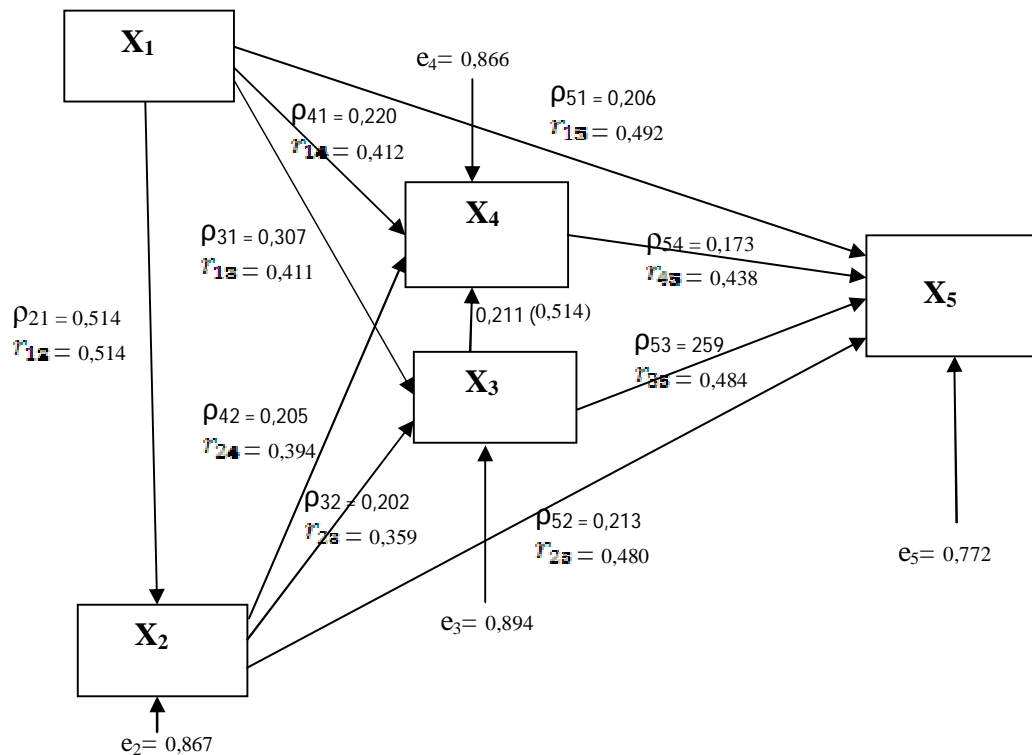 X₁
e₄= 0,866
ρ₅₁ = 0,206
r₁₅ = 0,492
ρ₄₁ = 0,220
r₁₄ = 0,412
X₄
ρ₃₁ = 0,307
r₁₃ = 0,411
ρ₅₄ = 0,173
r₄₅ = 0,438
X₅
0,211 (0,514)
ρ₂₁ = 0,514
r₁₂ = 0,514
ρ₅₃ = 259
r₃₅ = 0,484
X₃
ρ₄₂ = 0,205
r₂₄ = 0,394
ρ₃₂ = 0,202
r₂₃ = 0,359
ρ₅₂ = 0,213
r₂₅ = 0,480
e₅= 0,772
e₃= 0,894
X₂
e₂= 0,867